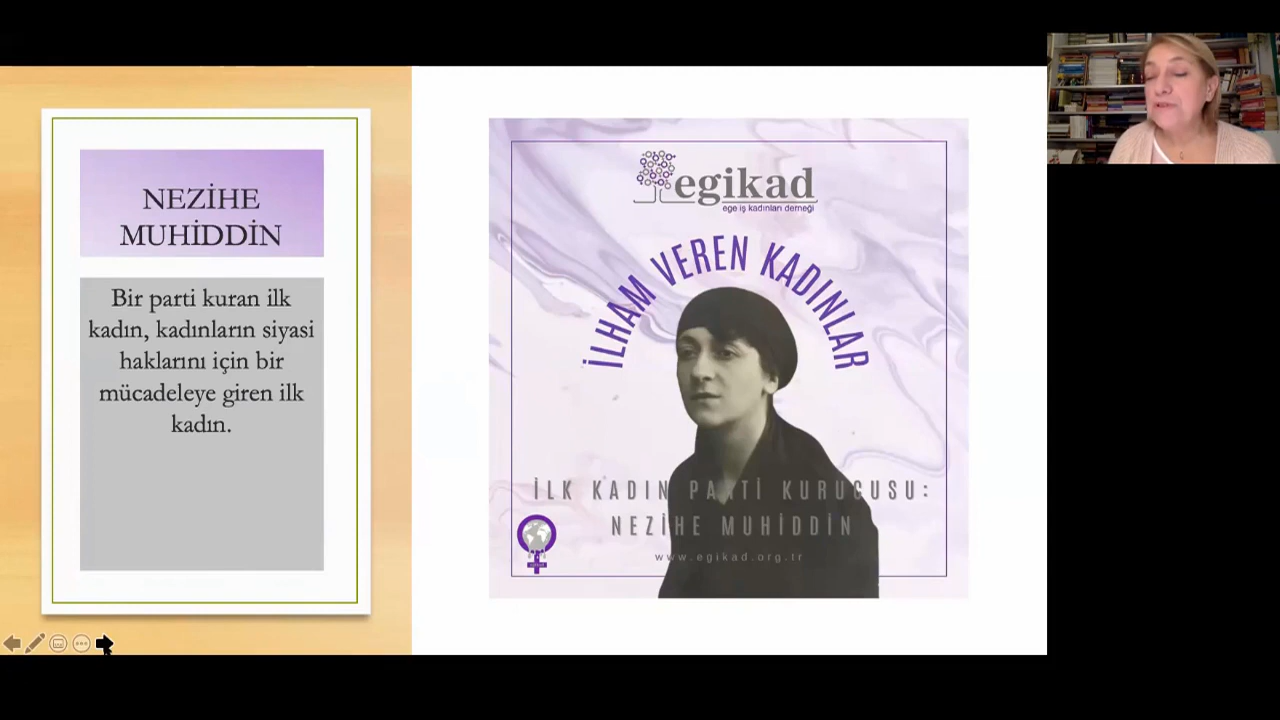 NEZİHE
MUHİDDİN
Bir parti kuran ilk
kadın, kadınların siyasi
haklarını için bir
mücadeleye giren ilk
kadın.
egikad
ege iş kadınları derneği
İLHAM VEREN KADINLAR
İLK KADIN PARTİ KURUCUSU:
NEZİHE MUHİDDİN
www.egikad.org.tr